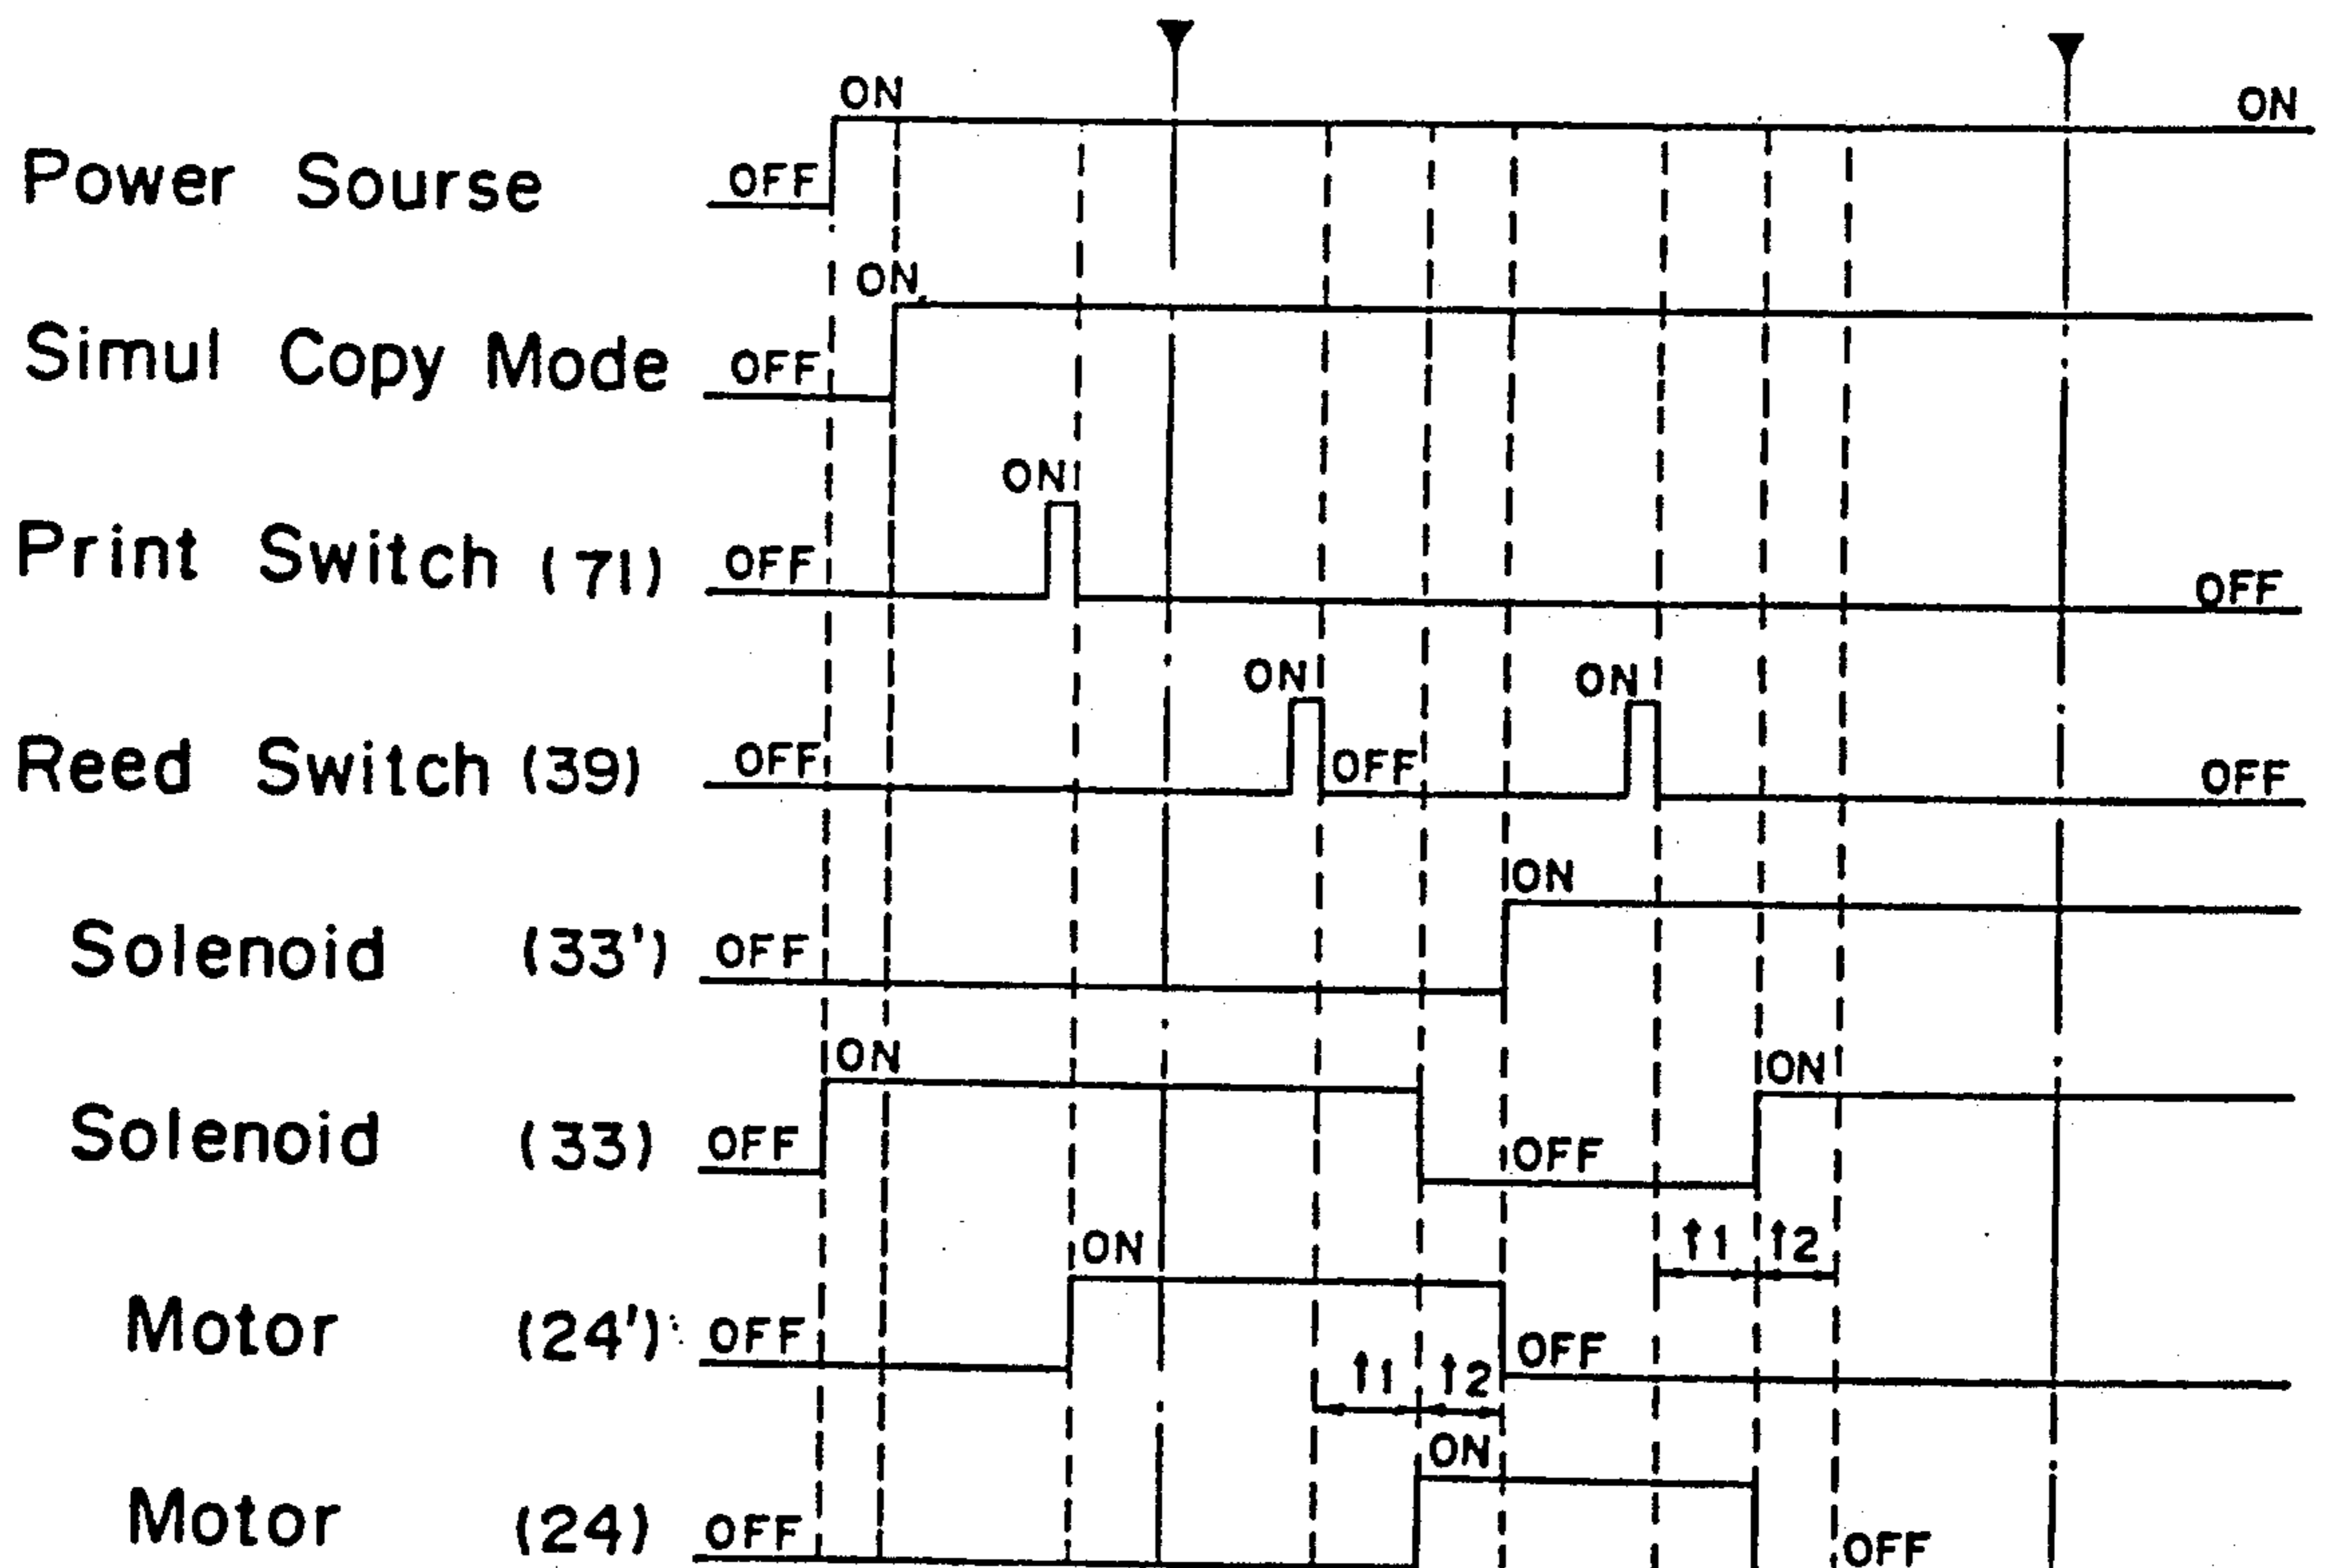 ON ON
Power Sourse OFF
ON
Simul Copy Mode OFF
ON
Print Switch (71) OFF OFF
ON ON
Reed Switch (39) OFF OFF OFF
ON
Solenoid (33') OFF
ON ON
Solenoid (33) OFF OFF
ON t1 t2
Motor (24') OFF OFF
t1 t2
ON
Motor (24) OFF OFF